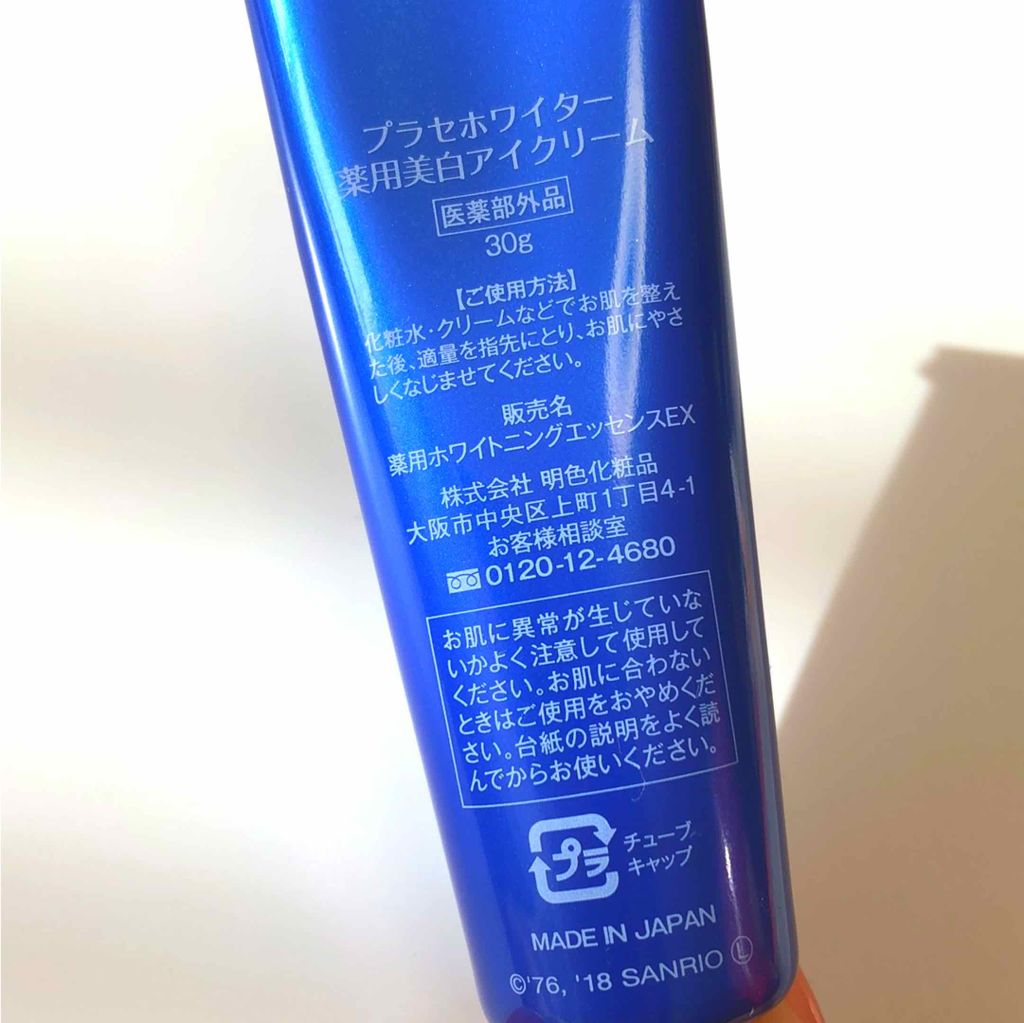 プラセホワイター
薬用美白アイクリーム
医薬部外品
30g
【ご使用方法】
化粧水・クリームなどでお肌を整え
た後、適量を指先にとり、お肌にやさ
しくなじませてください。
販売名
薬用ホワイトニングエッセンスEX
株式会社 明色化粧品
大阪市中央区上町1丁目4-1
お客様相談室
0120-12-4680
お肌に異常が生じていな
いかよく注意して使用して
ください。お肌に合わない
ときはご使用をおやめくだ
さい。台紙の説明をよく読
んでからお使いください。
プラ
チューブ
キャップ
MADE IN JAPAN
©'76, '18 SANRIO Ⓛ